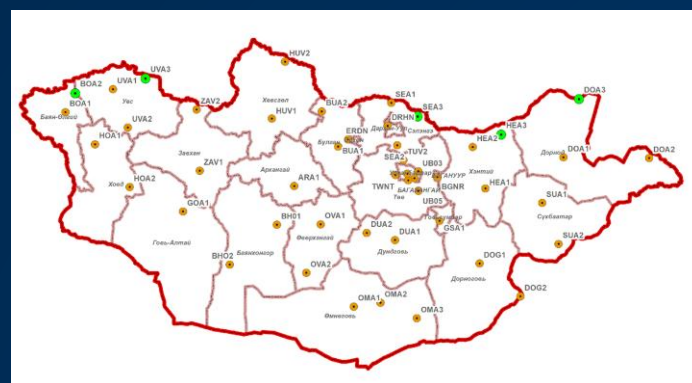 HUV2
UVA3
BOA2
UVA1
Увс
BOA1
Баян-Өлгий
ZAV2
Хөвсгөл
HUV1
UVA2
HOA1
Завхан
ZAV1
BUA2
Булган
ERDN
BUA1
SEA1
SEA3
DRHN
Сэлэнгэ
TUV2
SEA2
UB03
HEA3
HEA2
DOA3
DOA1
Дорнод
DOA2
Архангай
ARA1
Ховд
HOA2
GOA1
Говь-Алтай
TWNT
БАГАХАНГАЙ
BGNR
Төв
UB05
Хэнтий
HEA1
SUA1
Сүхбаатар
SUA2
BH01
OVA1
Өвөрхангай
Баянхонгор
BHO2
OVA2
DUA2
DUA1
Дундговь
GSA1
DOG1
Дорноговь
DOG2
OMA1
OMA2
OMA3
Өмнөговь